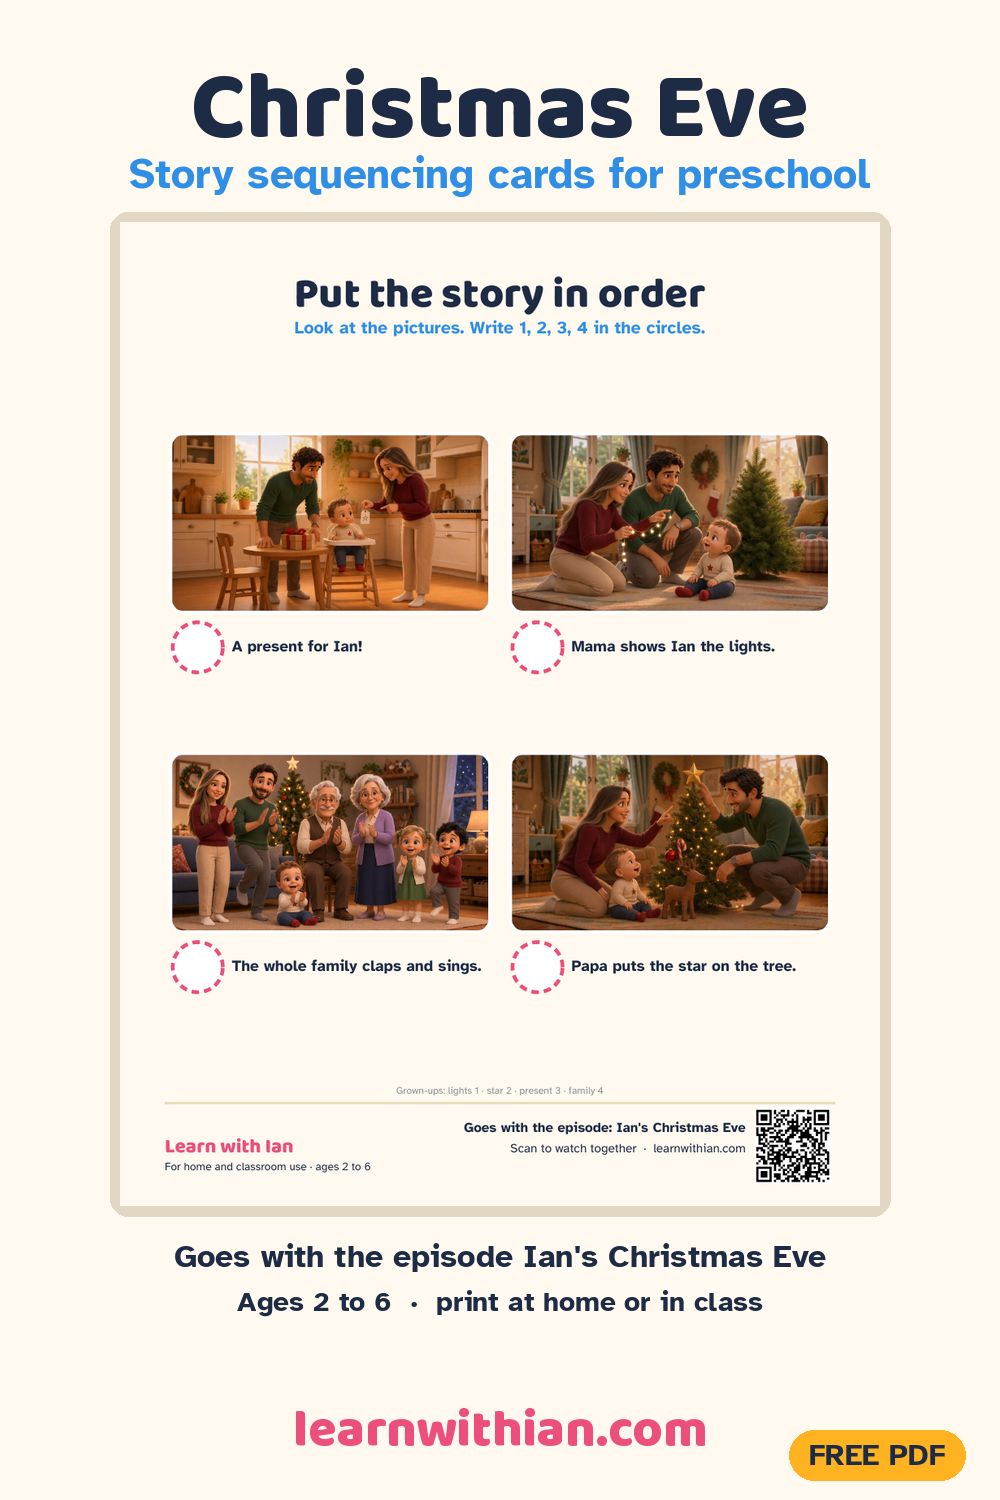 Christmas Eve
Story sequencing cards for preschool
Put the story in order
Look at the pictures. Write 1, 2, 3, 4 in the circles.
A present for Ian!
Mama shows Ian the lights.
The whole family claps and sings.
Papa puts the star on the tree.
Grown-ups: lights 1 · star 2 · present 3 · family 4
Goes with the episode: Ian's Christmas Eve
Learn with Ian
Scan to watch together · learnwithian.com
For home and classroom use · ages 2 to 6
Goes with the episode Ian's Christmas Eve
Ages 2 to 6 · print at home or in class
learnwithian.com
FREE PDF